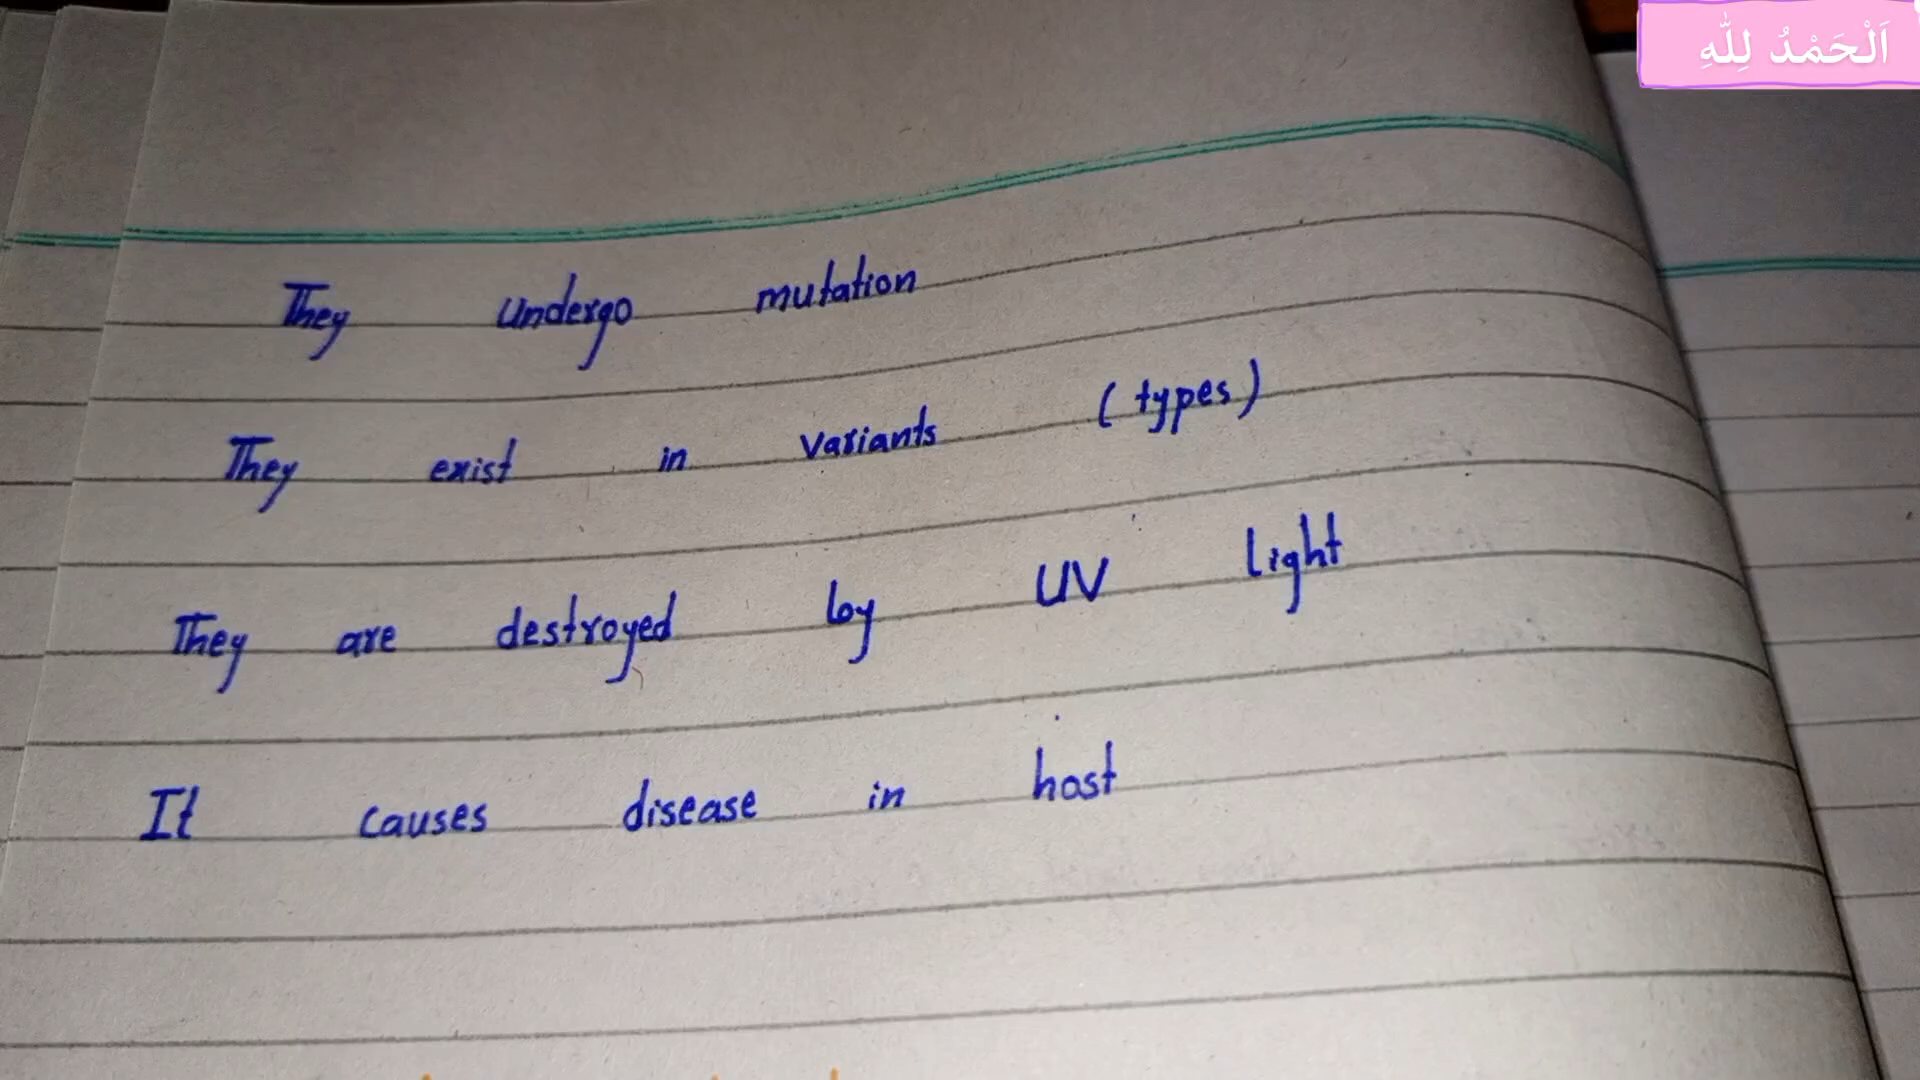 اَلْحَمْدُ لِلّٰهِ
They undergo mutation
They exist in variants (types)
They are destroyed by UV light
It causes disease in host